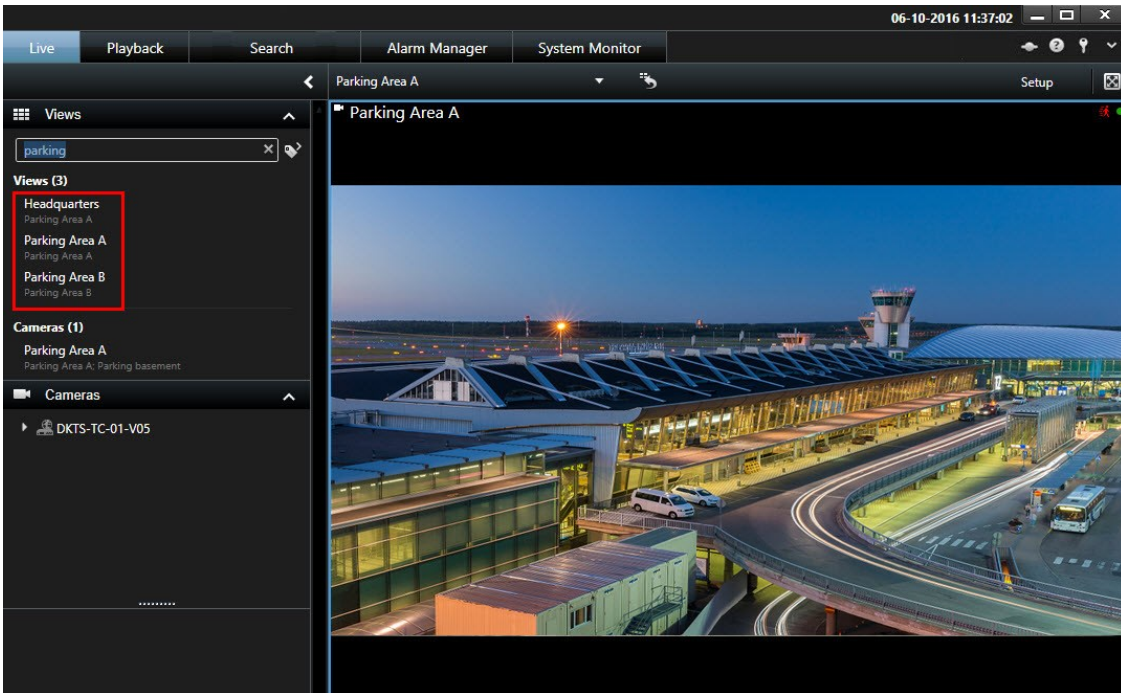 06-10-2016 11:37:02
Live Playback Search Alarm Manager System Monitor
Parking Area A
Setup
Views
Parking Area A
parking
Views (3)
Headquarters
Parking Area A
Parking Area A
Parking Area A
Parking Area B
Parking Area B
Cameras (1)
Parking Area A
Parking Area A; Parking basement
Cameras
DKTS-TC-01-V05